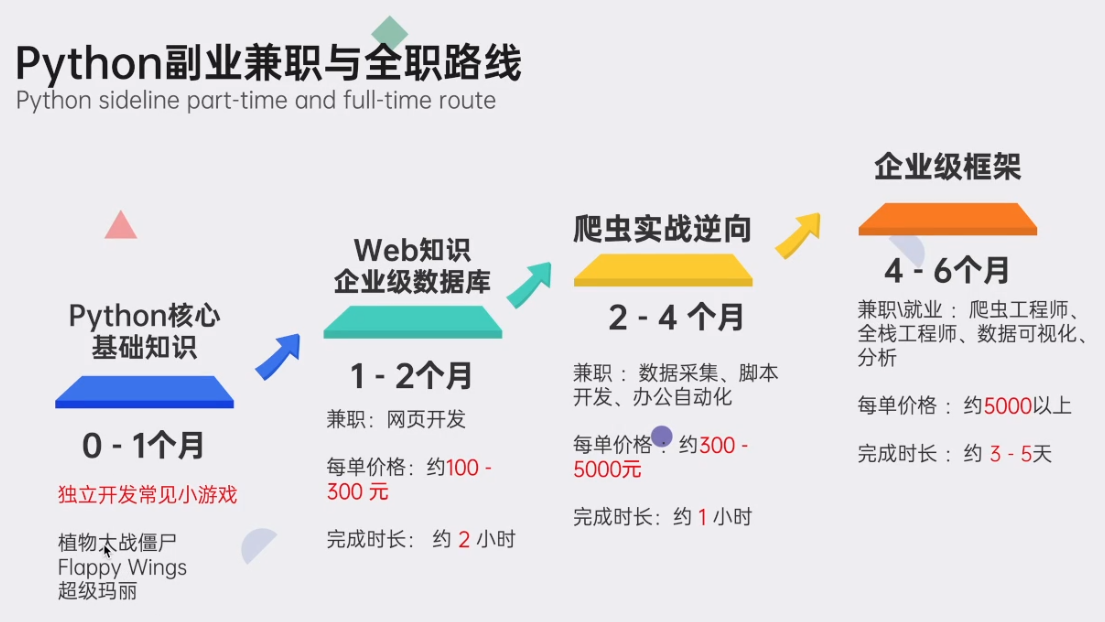 Python副业兼职与全职路线
Python sideline part-time and full-time route
Python核心
基础知识
0 - 1个月
独立开发常见小游戏
植物大战僵尸
Flappy Wings
超级玛丽
Web知识
企业级数据库
1 - 2个月
兼职：网页开发
每单价格：约100 -
300 元
完成时长： 约 2 小时
爬虫实战逆向
2 - 4 个月
兼职 ：数据采集、脚本
开发、办公自动化
每单价格 ：约300 -
5000元
完成时长：约 1 小时
企业级框架
4 - 6个月
兼职\就业 ：爬虫工程师、
全栈工程师、数据可视化、
分析
每单价格 ：约5000以上
完成时长 ：约 3 - 5天